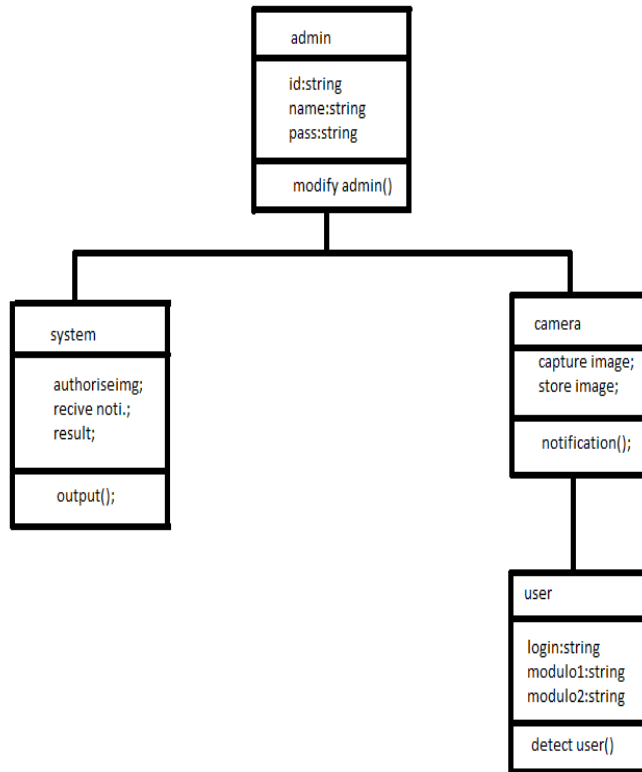 admin
id:string
name:string
pass:string
modify admin()
system
authoriseimg;
recive noti.;
result;
output();
camera
capture image;
store image;
notification();
user
login:string
modulo1:string
modulo2:string
detect user()